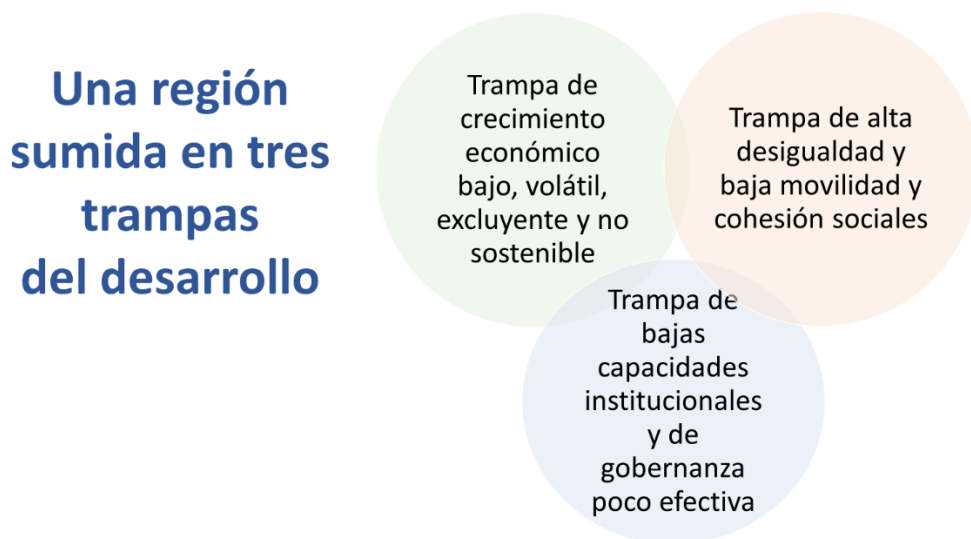 Una región
sumida en tres
trampas
del desarrollo
Trampa de
crecimiento
económico
bajo, volátil,
excluyente y no
sostenible
Trampa de alta
desigualdad y
baja movilidad y
cohesión sociales
Trampa de
bajas
capacidades
institucionales
y de
gobernanza
poco efectiva